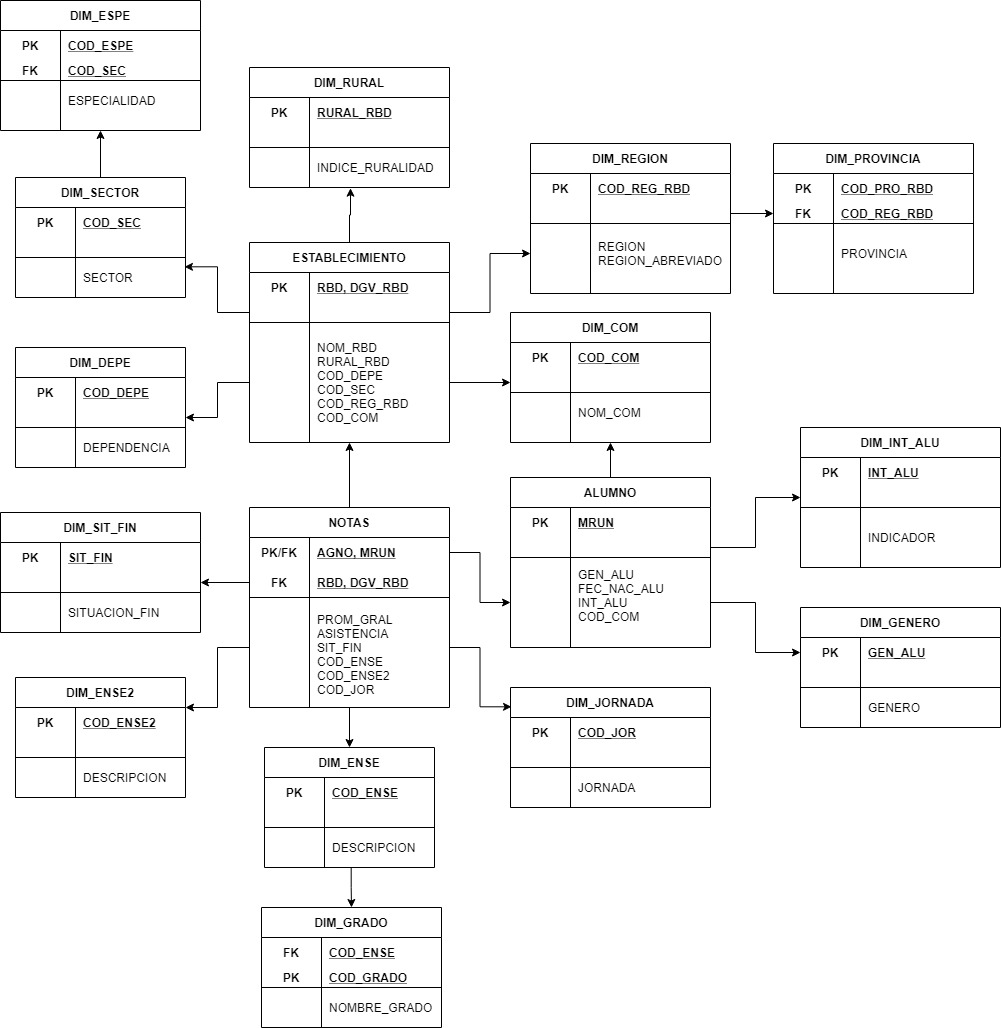 DIM_ESPE
PK COD_ESPE
FK COD_SEC
ESPECIALIDAD
DIM_RURAL
PK RURAL_RBD
INDICE_RURALIDAD
DIM_REGION
PK COD_REG_RBD
REGION
REGION_ABREVIADO
DIM_PROVINCIA
PK COD_PRO_RBD
FK COD_REG_RBD
PROVINCIA
DIM_SECTOR
PK COD_SEC
SECTOR
ESTABLECIMIENTO
PK RBD, DGV_RBD
NOM_RBD
RURAL_RBD
COD_DEPE
COD_SEC
COD_REG_RBD
COD_COM
DIM_COM
PK COD_COM
NOM_COM
DIM_DEPE
PK COD_DEPE
DEPENDENCIA
DIM_INT_ALU
PK INT_ALU
INDICADOR
ALUMNO
PK MRUN
GEN_ALU
FEC_NAC_ALU
INT_ALU
COD_COM
NOTAS
PK/FK AGNO, MRUN
FK RBD, DGV_RBD
PROM_GRAL
ASISTENCIA
SIT_FIN
COD_ENSE
COD_ENSE2
COD_JOR
DIM_SIT_FIN
PK SIT_FIN
SITUACION_FIN
DIM_GENERO
PK GEN_ALU
GENERO
DIM_ENSE2
PK COD_ENSE2
DESCRIPCION
DIM_JORNADA
PK COD_JOR
JORNADA
DIM_ENSE
PK COD_ENSE
DESCRIPCION
DIM_GRADO
FK COD_ENSE
PK COD_GRADO
NOMBRE_GRADO